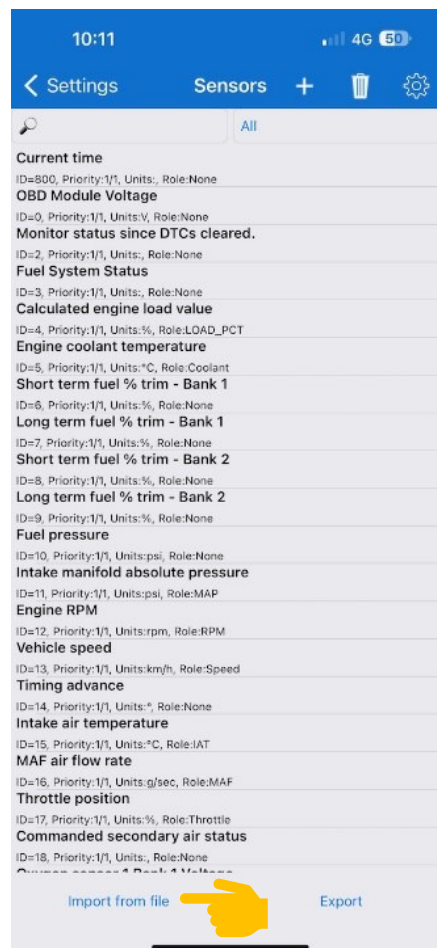 10:11
4G 50
Settings
Sensors
All
Current time
ID=800, Priority:1/1, Units:, Role:None
OBD Module Voltage
ID=0, Priority:1/1, Units:V, Role:None
Monitor status since DTCs cleared.
ID=2, Priority:1/1, Units:, Role:None
Fuel System Status
ID=3, Priority:1/1, Units:, Role:None
Calculated engine load value
ID=4, Priority:1/1, Units:%, Role:LOAD_PCT
Engine coolant temperature
ID=5, Priority:1/1, Units:°C, Role:Coolant
Short term fuel % trim - Bank 1
ID=6, Priority:1/1, Units:%, Role:None
Long term fuel % trim - Bank 1
ID=7, Priority:1/1, Units:%, Role:None
Short term fuel % trim - Bank 2
ID=8, Priority:1/1, Units:%, Role:None
Long term fuel % trim - Bank 2
ID=9, Priority:1/1, Units:%, Role:None
Fuel pressure
ID=10, Priority:1/1, Units:psi, Role:None
Intake manifold absolute pressure
ID=11, Priority:1/1, Units:psi, Role:MAP
Engine RPM
ID=12, Priority:1/1, Units:rpm, Role:RPM
Vehicle speed
ID=13, Priority:1/1, Units:km/h, Role:Speed
Timing advance
ID=14, Priority:1/1, Units:°, Role:None
Intake air temperature
ID=15, Priority:1/1, Units:°C, Role:IAT
MAF air flow rate
ID=16, Priority:1/1, Units:g/sec, Role:MAF
Throttle position
ID=17, Priority:1/1, Units:%, Role:Throttle
Commanded secondary air status
ID=18, Priority:1/1, Units:, Role:None
Oxygen sensor 1 Bank 1 Voltage
Import from file
Export